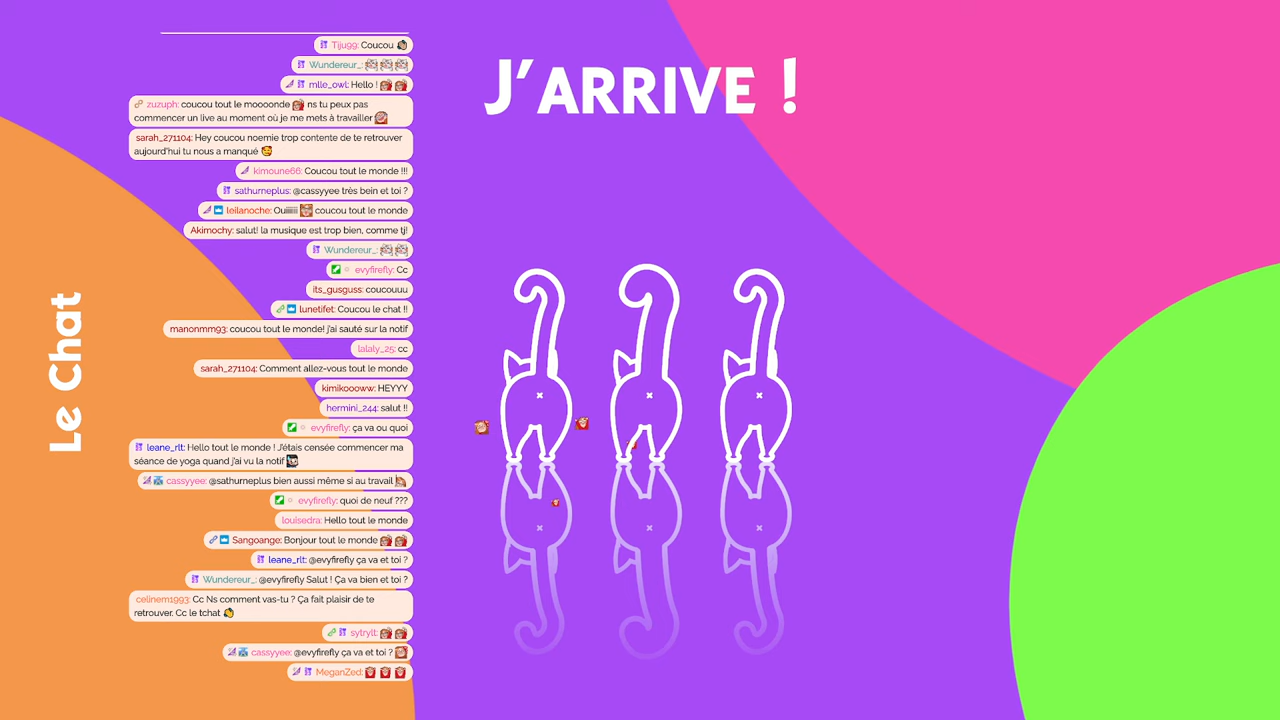 J'ARRIVE !
Le Chat
Tiju99: Coucou
Wundereur_:
mlle_owl: Hello !
zuzuph: coucou tout le moooonde ns tu peux pas
commencer un live au moment où je me mets à travailler
sarah_271104: Hey coucou noemie trop contente de te retrouver
aujourd'hui tu nous a manqué 🥰
kimoune66: Coucou tout le monde !!!
sathurneplus: @cassyyee très bein et toi ?
leilanoche: Ouiiiiiii coucou tout le monde
Akimochy: salut! la musique est trop bien, comme tj!
Wundereur_:
evyfirefly: Cc
its_gusguss: coucouuu
lunetifet: Coucou le chat !!
manonmm93: coucou tout le monde! j'ai sauté sur la notif
lalaly_25: cc
sarah_271104: Comment allez-vous tout le monde
kimikoooww: HEYYY
hermini_244: salut !!
evyfirefly: ça va ou quoi
leane_rlt: Hello tout le monde ! J'étais censée commencer ma
séance de yoga quand j'ai vu la notif
cassyyee: @sathurneplus bien aussi même si au travail
evyfirefly: quoi de neuf ???
louisedra: Hello tout le monde
Sangoange: Bonjour tout le monde
leane_rlt: @evyfirefly ça va et toi ?
Wundereur_: @evyfirefly Salut ! Ça va bien et toi ?
celinem1993: Cc Ns comment vas-tu ? Ça fait plaisir de te
retrouver. Cc le tchat
sytrylt:
cassyyee: @evyfirefly ça va et toi ?
MeganZed: